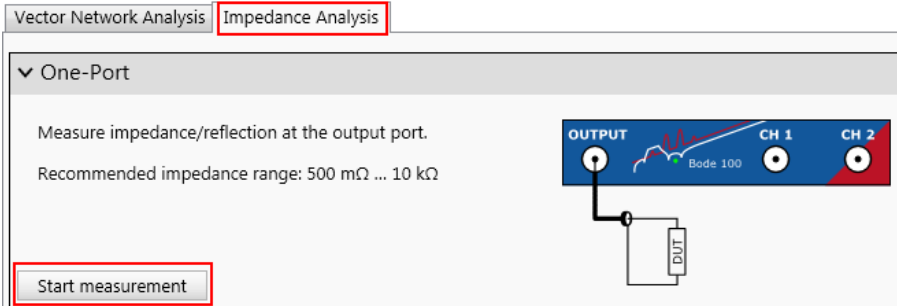 Vector Network Analysis
Impedance Analysis
One-Port
Measure impedance/reflection at the output port.
Recommended impedance range: 500 mΩ ... 10 kΩ
OUTPUT
CH 1
CH 2
Bode 100
DUT
Start measurement